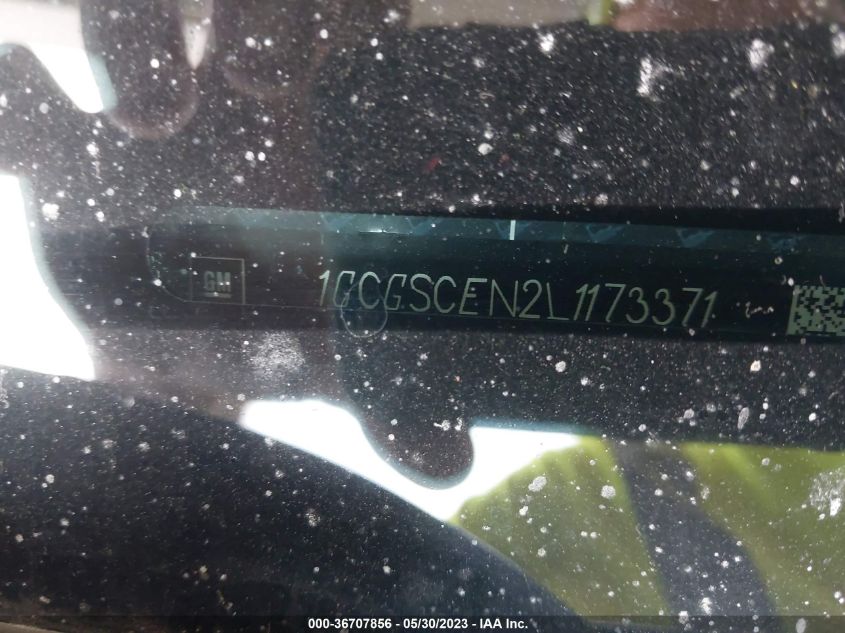 GM
1GCGSCEN2L1173371
000-36707856 - 05/30/2023 - IAA Inc.